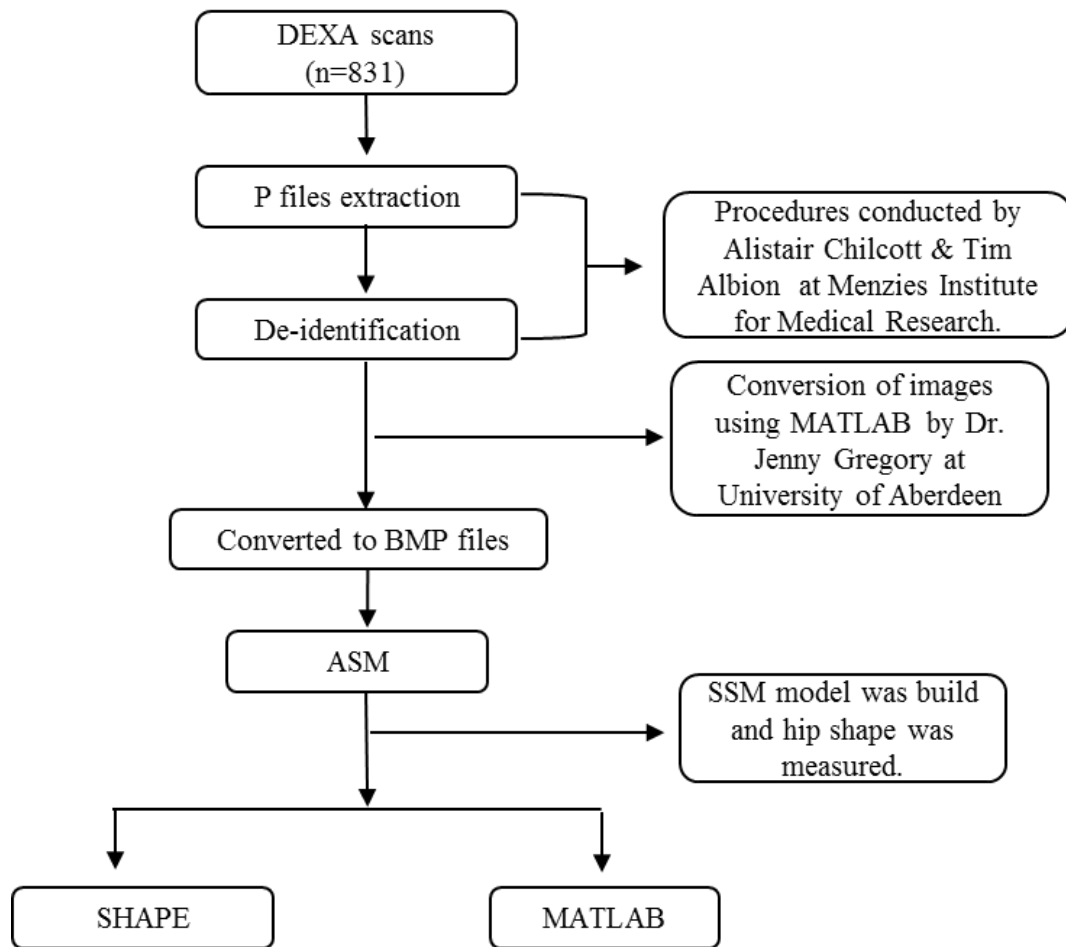 DEXA scans
(n=831)
P files extraction
Procedures conducted by
Alistair Chilcott & Tim
Albion at Menzies Institute
for Medical Research.
De-identification
Conversion of images
using MATLAB by Dr.
Jenny Gregory at
University of Aberdeen
Converted to BMP files
ASM
SSM model was build
and hip shape was
measured.
SHAPE
MATLAB